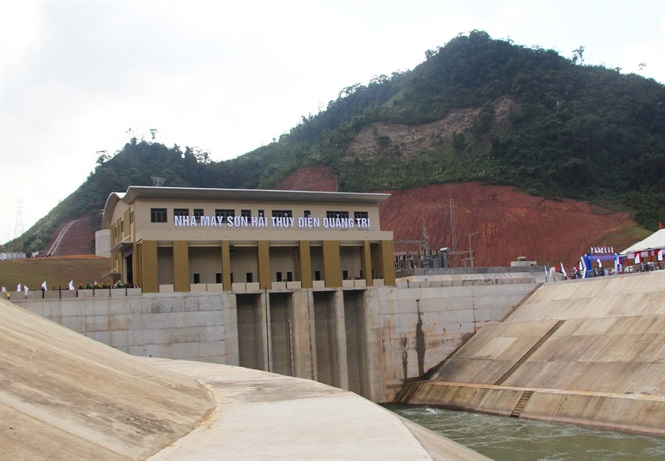 NHÀ MÁY SƠN HẢI THỦY ĐIỆN QUẢNG TRỊ